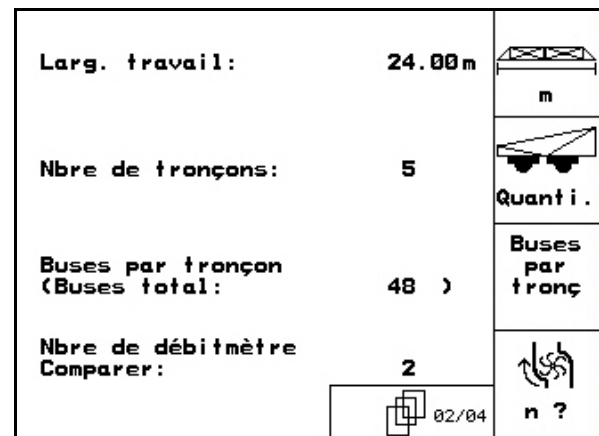 Larg. travail: 24.00m
m
Nbre de tronçons: 5
Quanti.
Buses par tronçon
(Buses total: 48 )
Buses
par
tronç
Nbre de débitmètre
Comparer: 2
02/04
n ?